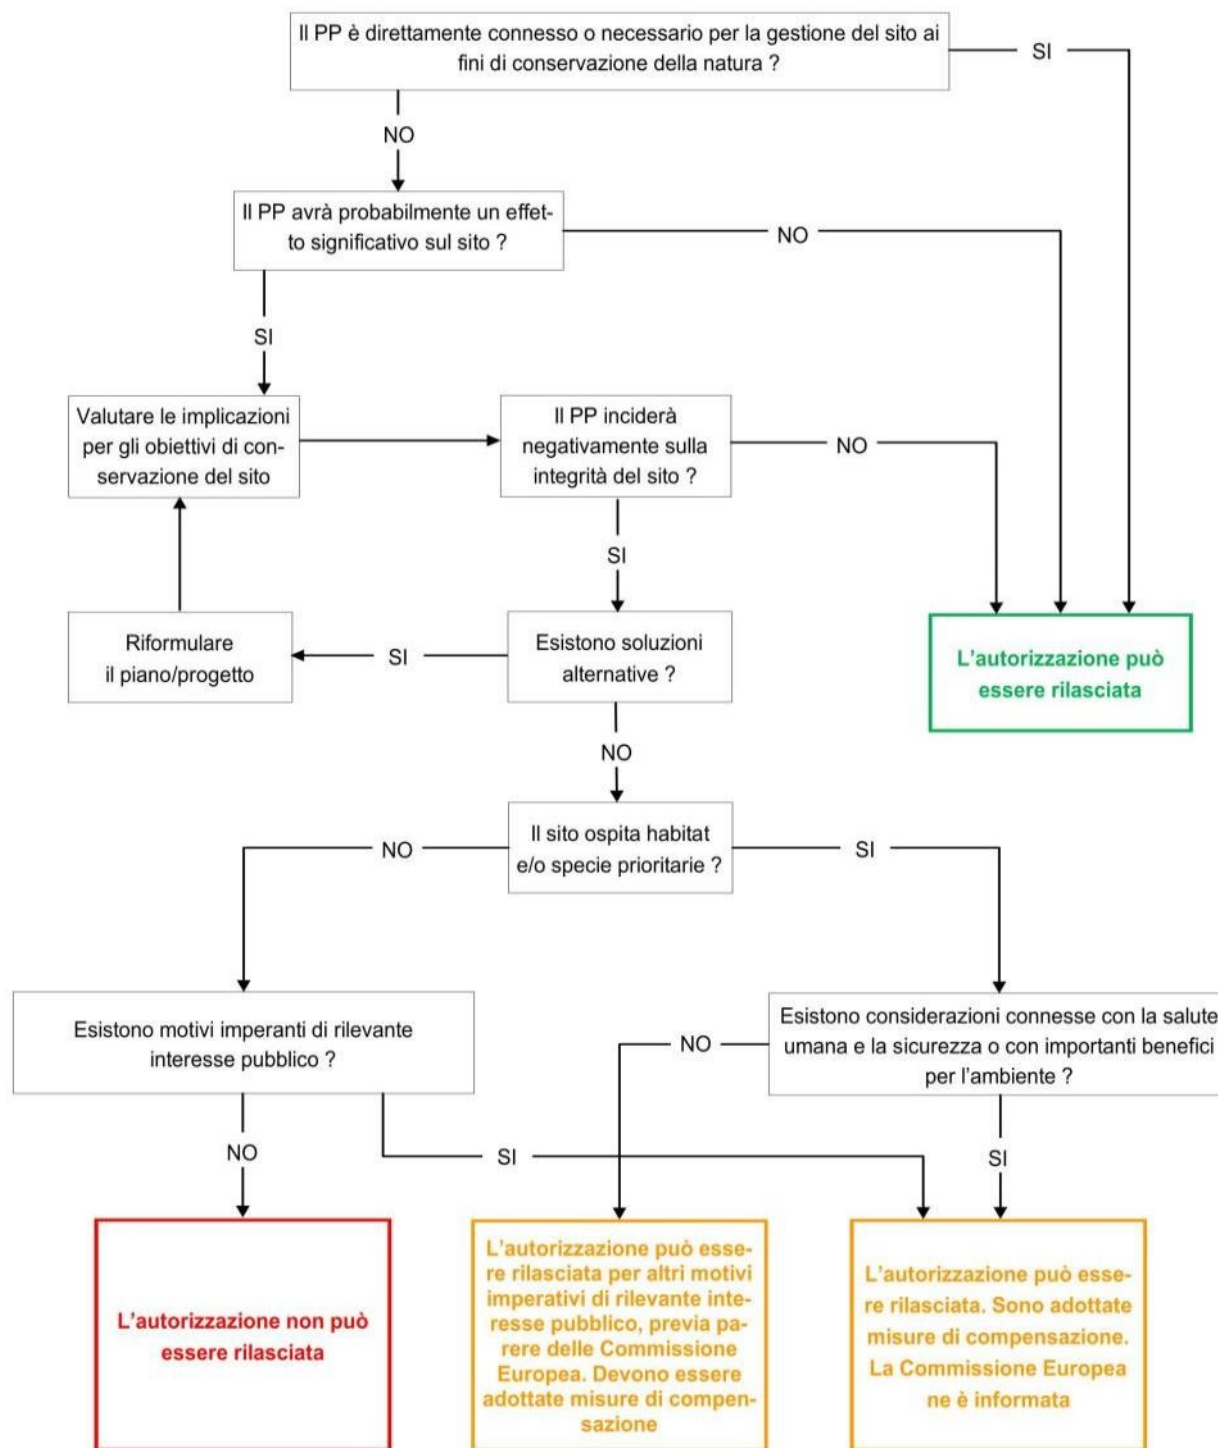 Il PP è direttamente connesso o necessario per la gestione del sito ai
fini di conservazione della natura ?
SI
NO
Il PP avrà probabilmente un effet-
to significativo sul sito ?
NO
SI
Valutare le implicazioni
per gli obiettivi di con-
servazione del sito
Il PP inciderà
negativamente sulla
integrità del sito ?
NO
SI
Riformulare
il piano/progetto
SI
Esistono soluzioni
alternative ?
L'autorizzazione può
essere rilasciata
NO
Il sito ospita habitat
e/o specie prioritarie ?
NO
SI
Esistono motivi imperanti di rilevante
interesse pubblico ?
Esistono considerazioni connesse con la salute
umana e la sicurezza o con importanti benefici
per l'ambiente ?
NO
NO
SI
SI
L'autorizzazione non può
essere rilasciata
L'autorizzazione può esse-
re rilasciata per altri motivi
imperativi di rilevante inte-
resse pubblico, previa pa-
rere delle Commissione
Europea. Devono essere
adottate misure di compen-
sazione
L'autorizzazione può esse-
re rilasciata. Sono adottate
misure di compensazione.
La Commissione Europea
ne è informata